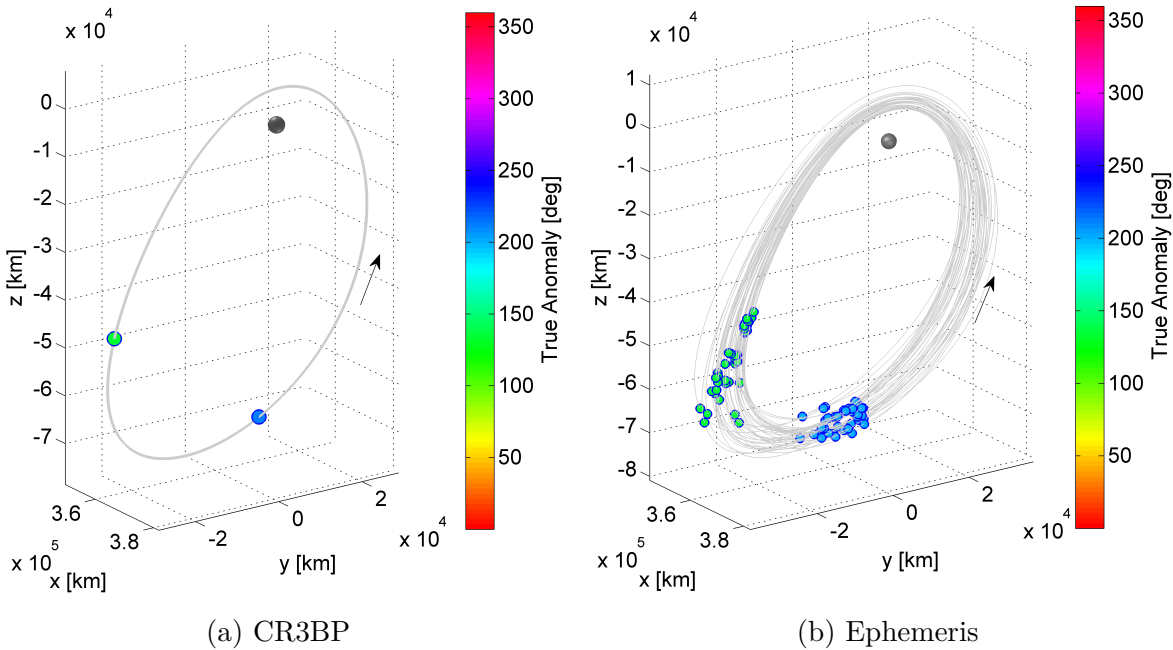 x 10^4
0
-1
-2
-3
-4
-5
-6
-7
z [km]
3.6
3.8
x 10^5
x [km]
-2
0
2
x 10^4
y [km]
350
300
250
200
150
100
50
True Anomaly [deg]
(a) CR3BP
x 10^4
1
0
-1
-2
-3
-4
-5
-6
-7
-8
z [km]
3.6
3.8
x 10^5
x [km]
-2
0
2
x 10^4
y [km]
350
300
250
200
150
100
50
True Anomaly [deg]
(b) Ephemeris